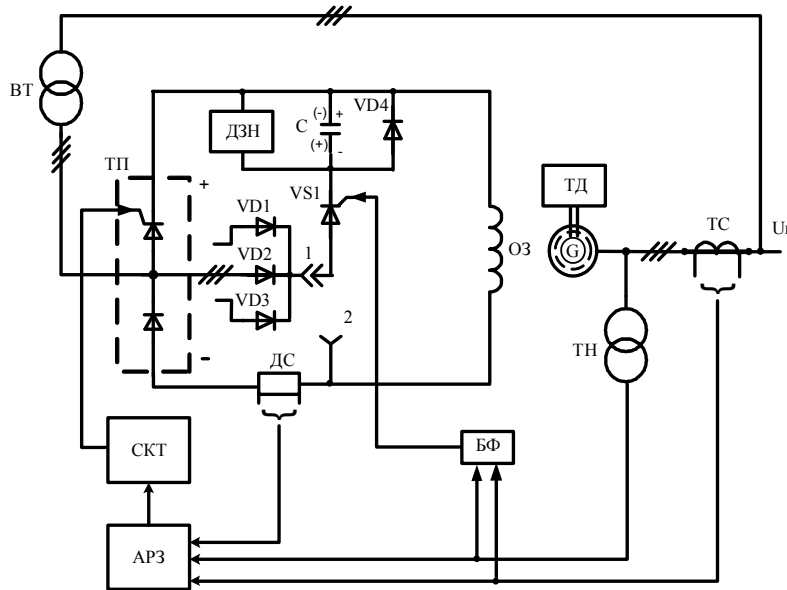 ВТ
ТП
+
-
ДЗН
C
(-) +
(+) -
VD4
VS1
VD1
VD2
VD3
1
2
ОЗ
ТД
G
ТС
ТН
ДС
СКТ
БФ
АРЗ